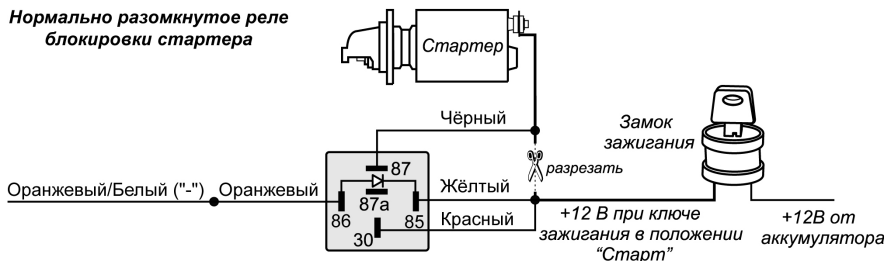 Нормально разомкнутое реле
блокировки стартера
Стартер
Чёрный
Замок
зажигания
разрезать
87
Оранжевый/Белый ("-")
Оранжевый
Жёлтый
87a
86
85
Красный
30
+12 В при ключе
зажигания в положении
“Старт”
+12В от
аккумулятора